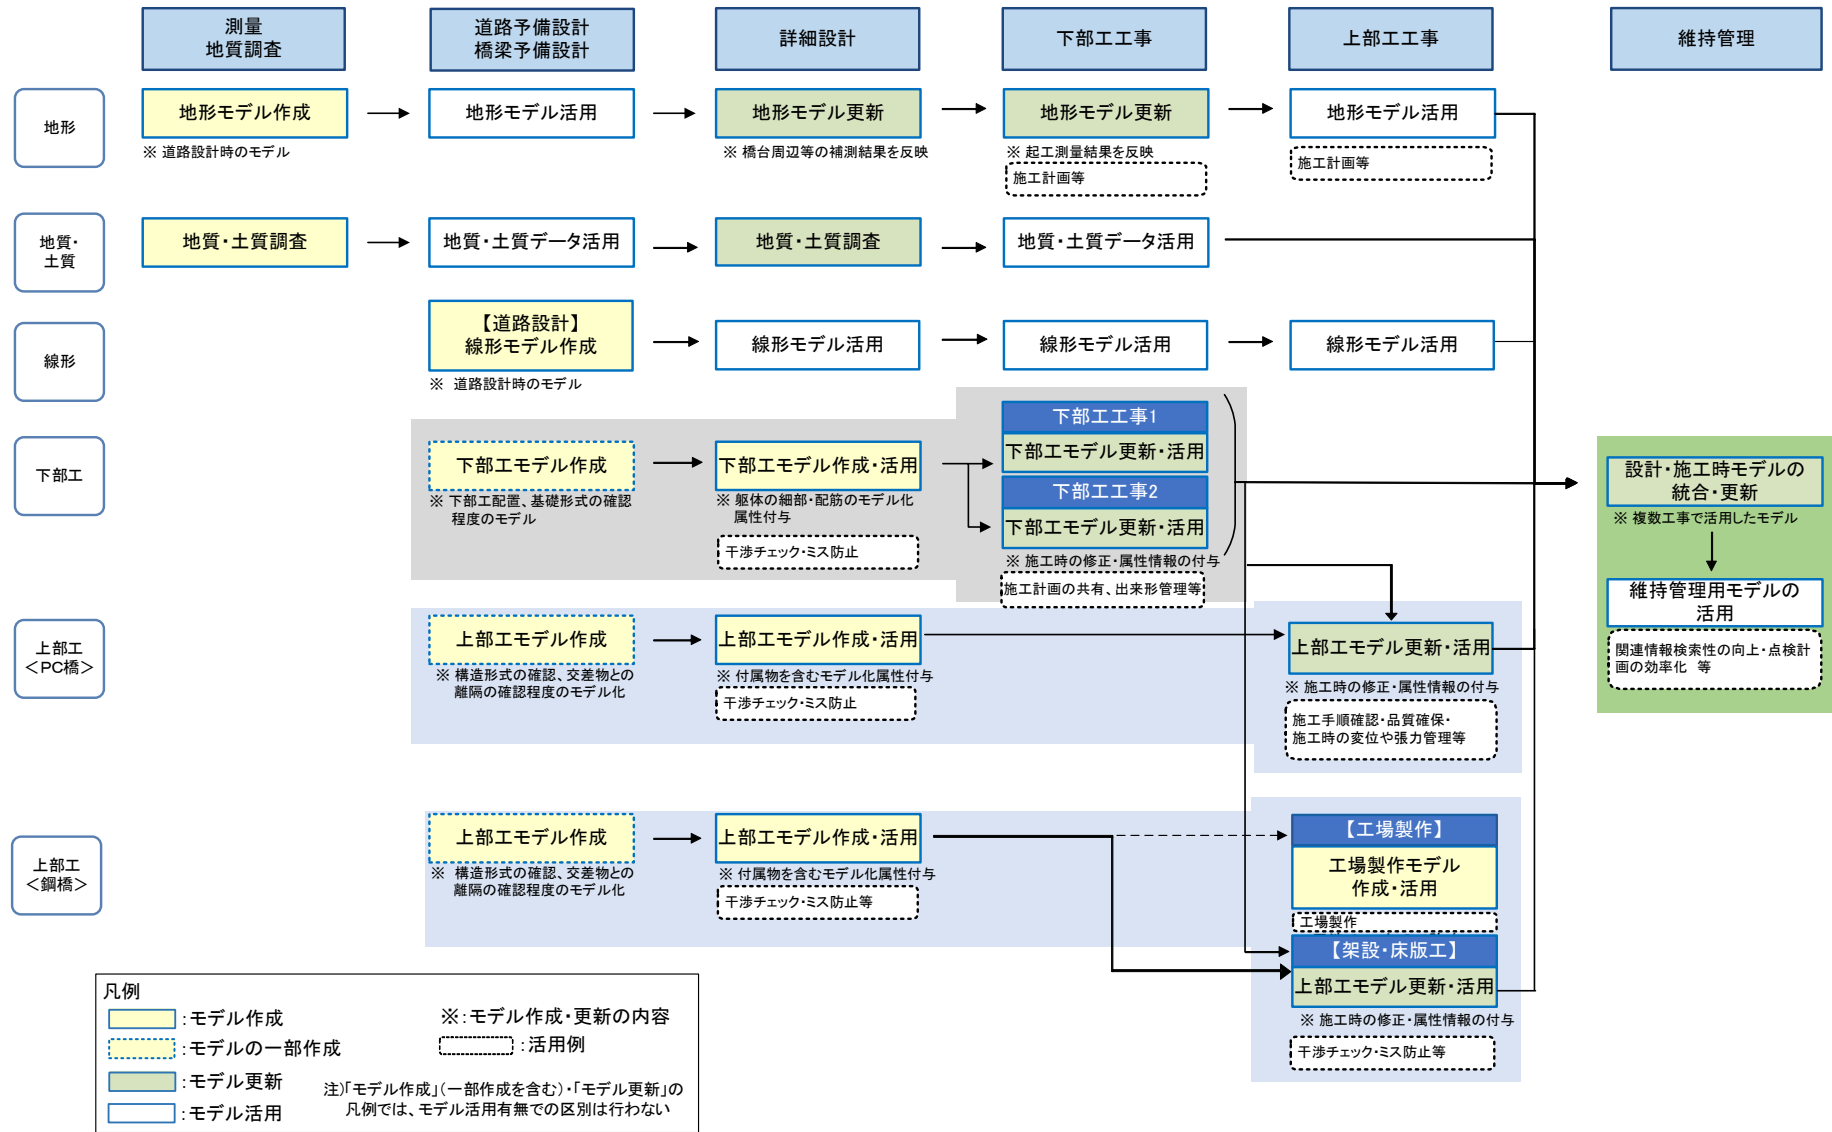 測量
地質調査
道路予備設計
橋梁予備設計
詳細設計
下部工工事
上部工工事
維持管理
地形
地形モデル作成
※ 道路設計時のモデル
地形モデル活用
地形モデル更新
※ 橋台周辺等の補測結果を反映
地形モデル更新
※ 起工測量結果を反映
施工計画等
地形モデル活用
施工計画等
地質・
土質
地質・土質調査
地質・土質データ活用
地質・土質調査
地質・土質データ活用
線形
【道路設計】
線形モデル作成
※ 道路設計時のモデル
線形モデル活用
線形モデル活用
線形モデル活用
下部工
下部工モデル作成
※ 下部工配置、基礎形式の確認
程度のモデル
下部工モデル作成・活用
※ 躯体の細部・配筋のモデル化
属性付与
干渉チェック・ミス防止
下部工工事1
下部工モデル更新・活用
下部工工事2
下部工モデル更新・活用
※ 施工時の修正・属性情報の付与
施工計画の共有、出来形管理等
設計・施工時モデルの
統合・更新
※ 複数工事で活用したモデル
維持管理用モデルの
活用
関連情報検索性の向上・点検計
画の効率化 等
上部工
＜PC橋＞
上部工モデル作成
※ 構造形式の確認、交差物との
離隔の確認程度のモデル化
上部工モデル作成・活用
※ 付属物を含むモデル化属性付与
干渉チェック・ミス防止
上部工モデル更新・活用
※ 施工時の修正・属性情報の付与
施工手順確認・品質確保・
施工時の変位や張力管理等
上部工
＜鋼橋＞
上部工モデル作成
※ 構造形式の確認、交差物との
離隔の確認程度のモデル化
上部工モデル作成・活用
※ 付属物を含むモデル化属性付与
干渉チェック・ミス防止等
【工場製作】
工場製作モデル
作成・活用
工場製作
【架設・床版工】
上部工モデル更新・活用
※ 施工時の修正・属性情報の付与
干渉チェック・ミス防止等
凡例
：モデル作成
：モデルの一部作成
：モデル更新
：モデル活用
※：モデル作成・更新の内容
：活用例
注）「モデル作成」（一部作成を含む）・「モデル更新」の
凡例では、モデル活用有無での区別は行わない